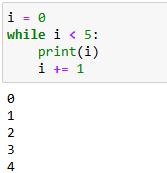 i = 0
while i < 5:
    print(i)
    i += 1
0
1
2
3
4